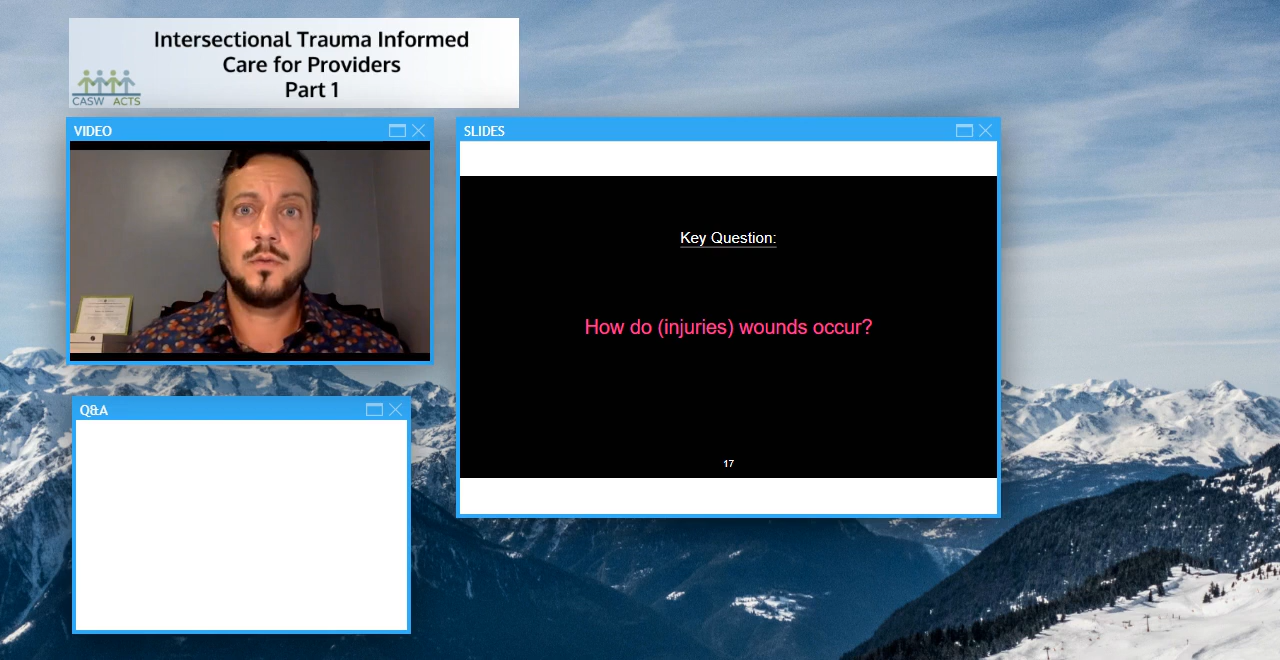 Intersectional Trauma Informed
Care for Providers
Part 1
CASW ACTS
VIDEO
SLIDES
Key Question:
How do (injuries) wounds occur?
17
Q&A